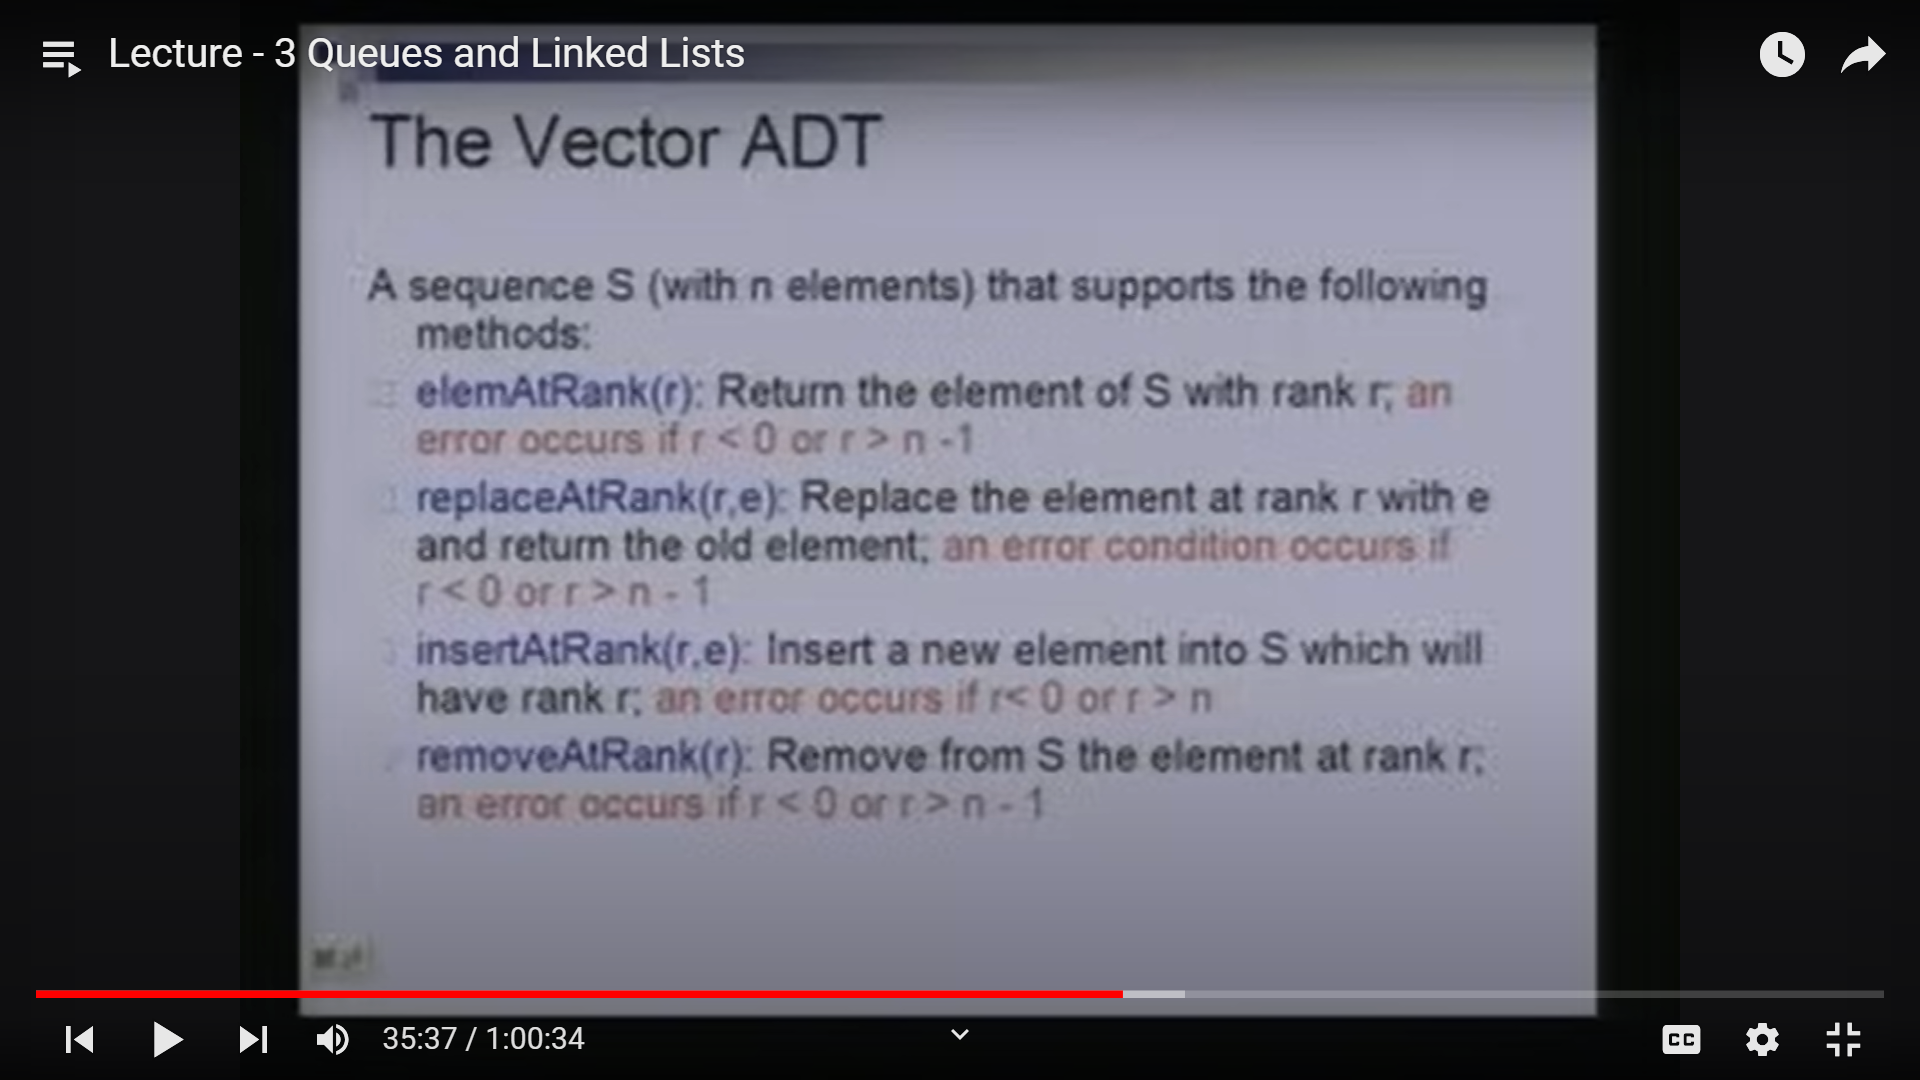 Lecture - 3 Queues and Linked Lists
The Vector ADT
A sequence S (with n elements) that supports the following
methods:
elemAtRank(r): Return the element of S with rank r; an
error occurs if r < 0 or r > n -1
replaceAtRank(r,e): Replace the element at rank r with e
and return the old element; an error condition occurs if
r < 0 or r > n - 1
insertAtRank(r,e): Insert a new element into S which will
have rank r; an error occurs if r< 0 or r > n
removeAtRank(r): Remove from S the element at rank r;
an error occurs if r < 0 or r > n - 1
35:37 / 1:00:34
CC